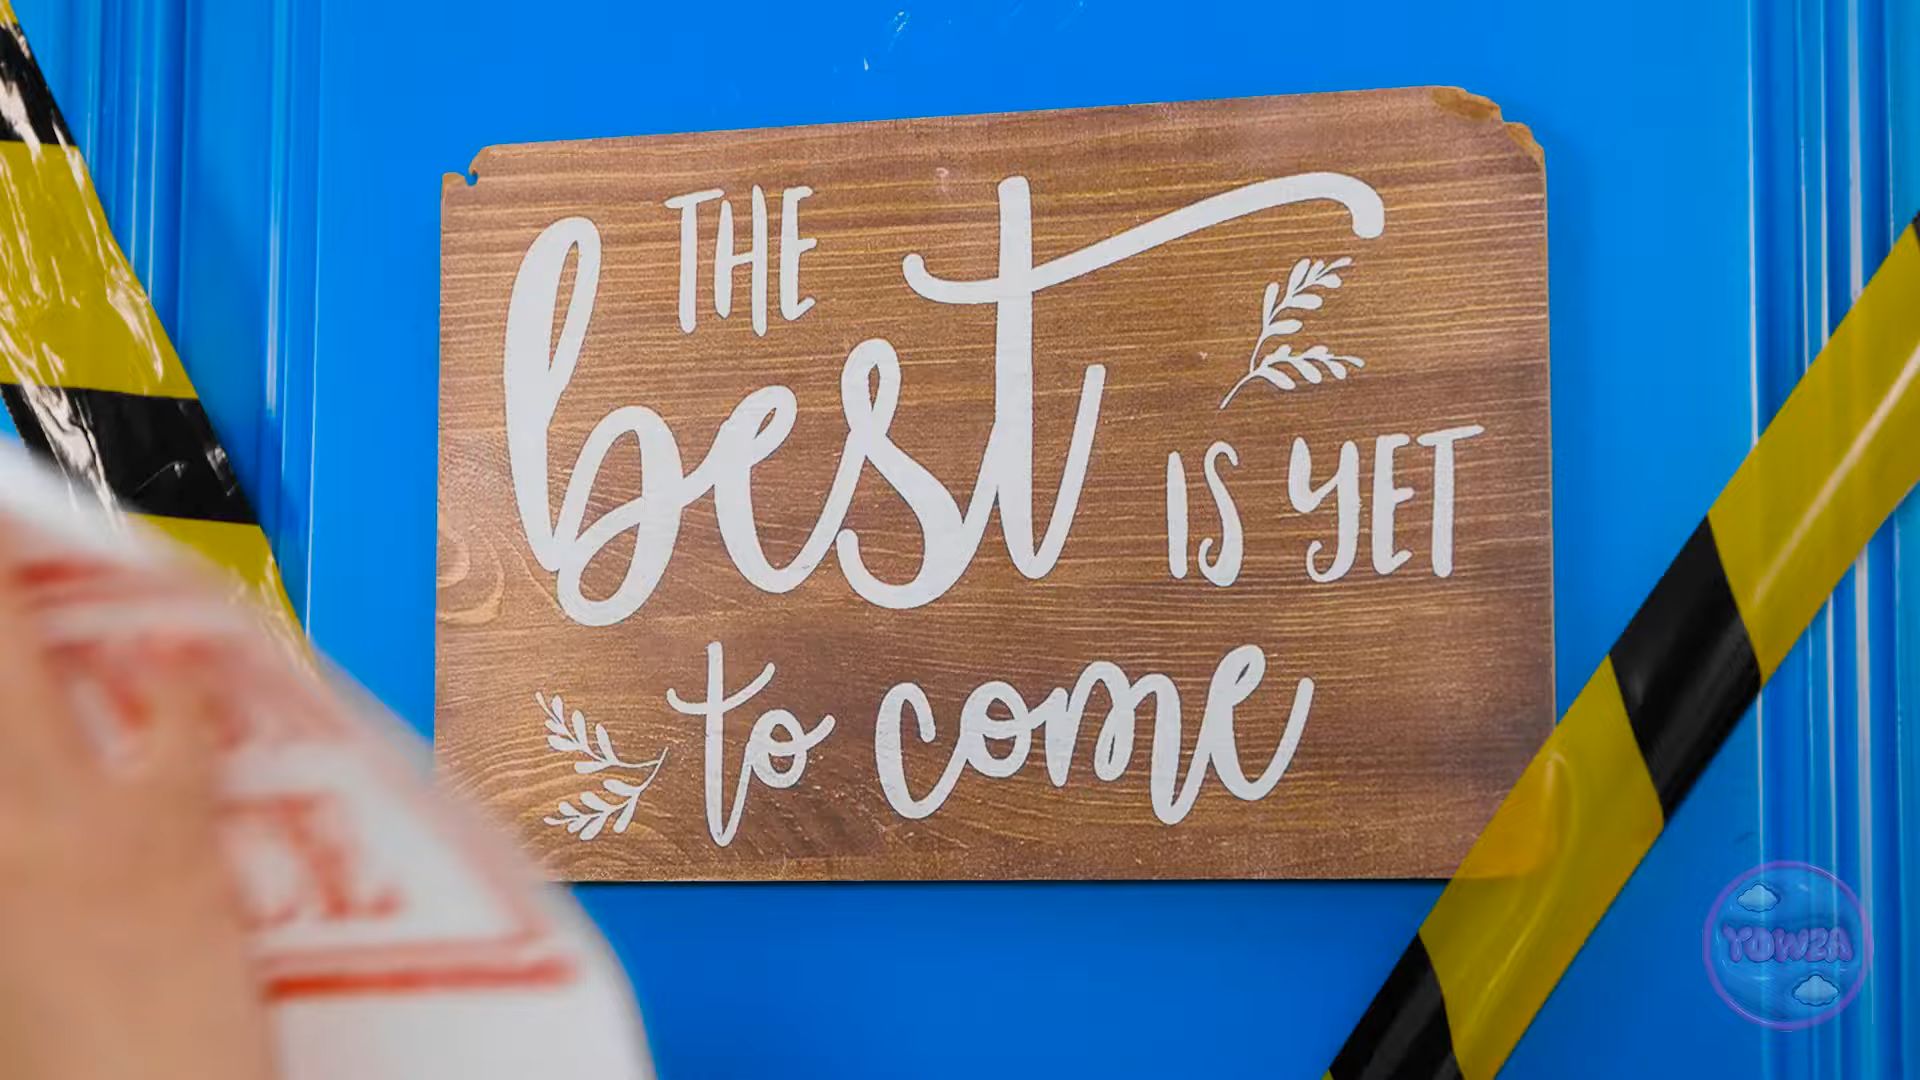 THE
best
IS YET
to come
YOWZA